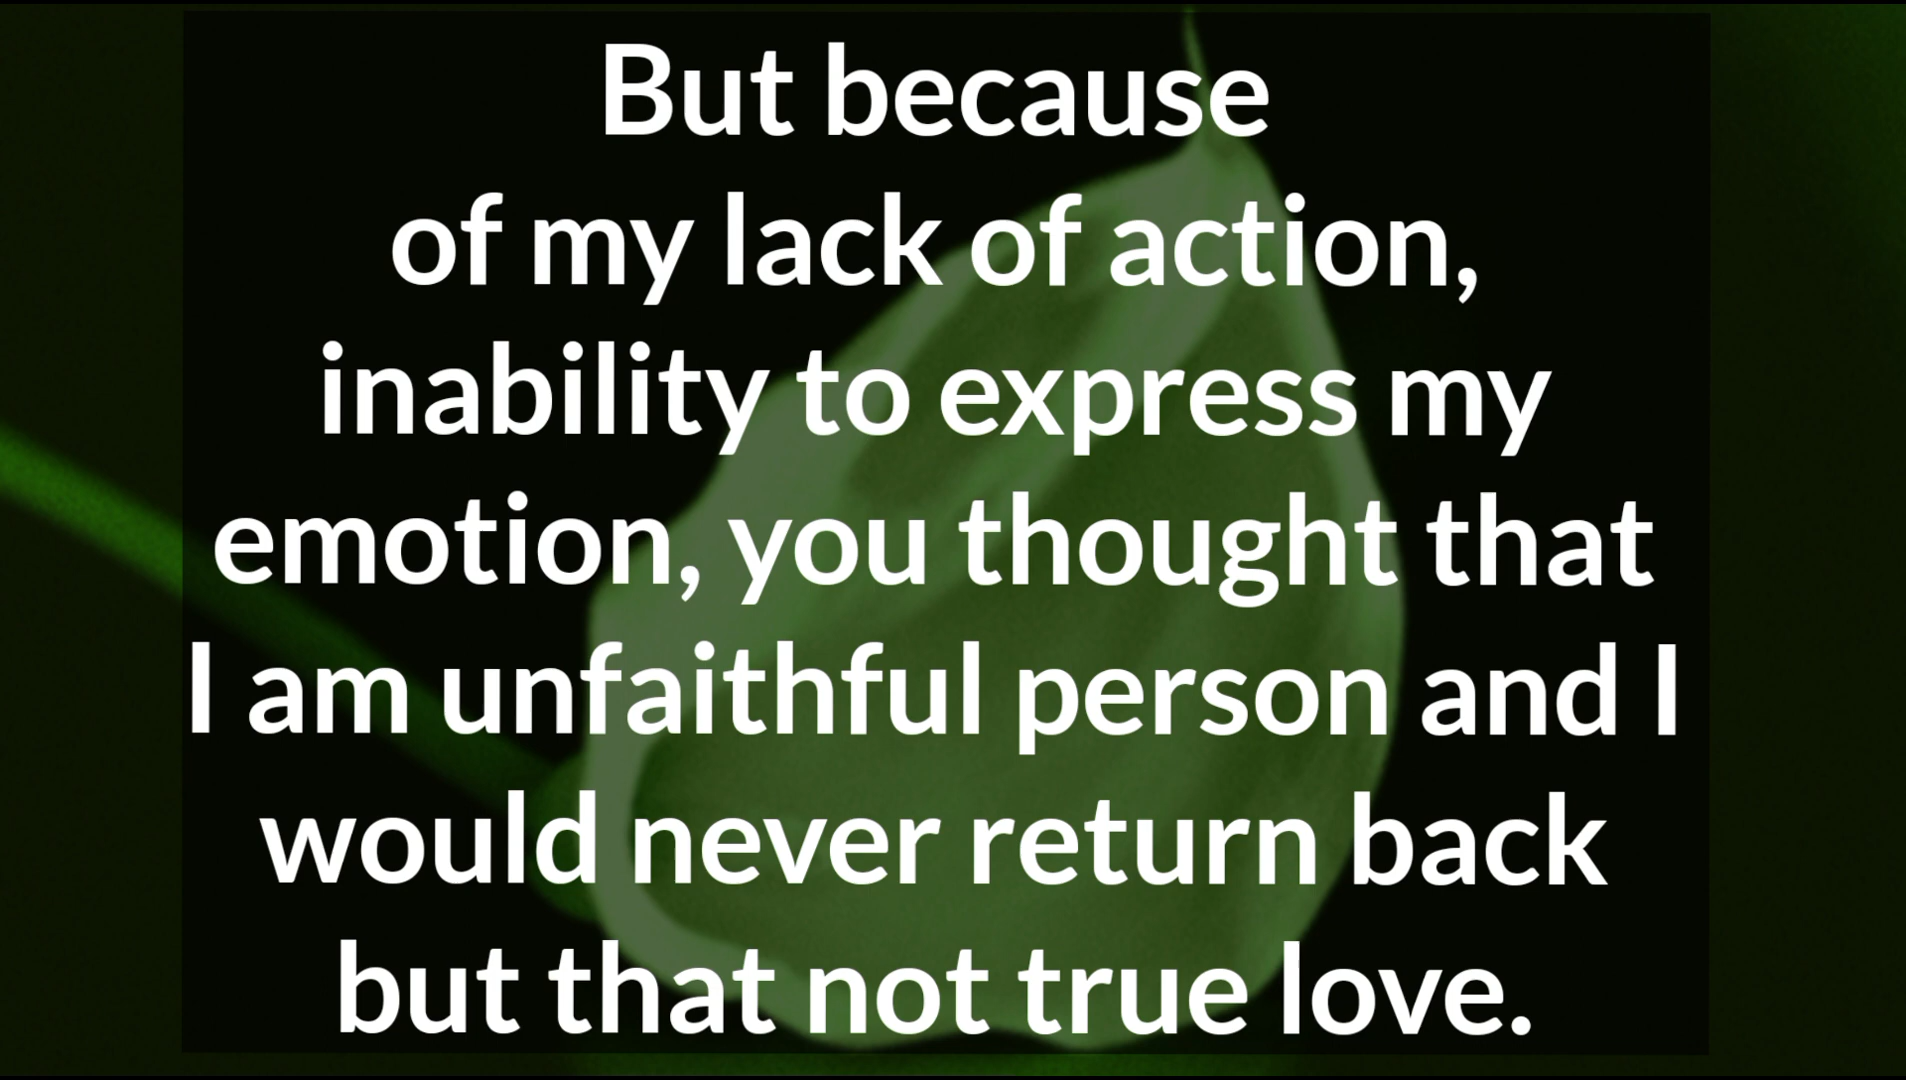 But because
of my lack of action,
inability to express my
emotion, you thought that
I am unfaithful person and I
would never return back
but that not true love.